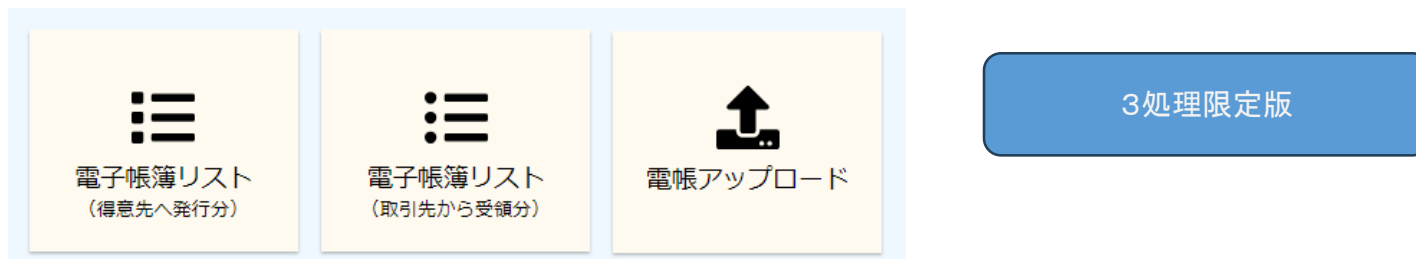 電子帳簿リスト
（得意先へ発行分）
電子帳簿リスト
（取引先から受領分）
電帳アップロード
3処理限定版